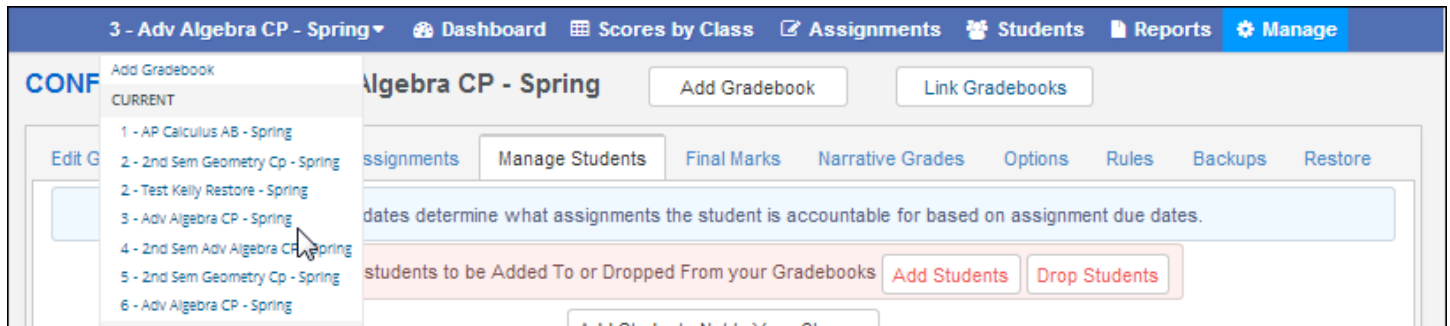 3 - Adv Algebra CP - Spring Dashboard Scores by Class Assignments Students Reports Manage
Add Gradebook
CONF Algebra CP - Spring Add Gradebook Link Gradebooks
CURRENT
1 - AP Calculus AB - Spring
Edit G ssignments Manage Students Final Marks Narrative Grades Options Rules Backups Restore
2 - 2nd Sem Geometry Cp - Spring
2 - Test Kelly Restore - Spring
3 - Adv Algebra CP - Spring
dates determine what assignments the student is accountable for based on assignment due dates.
4 - 2nd Sem Adv Algebra CP - Spring
5 - 2nd Sem Geometry Cp - Spring
students to be Added To or Dropped From your Gradebooks Add Students Drop Students
6 - Adv Algebra CP - Spring